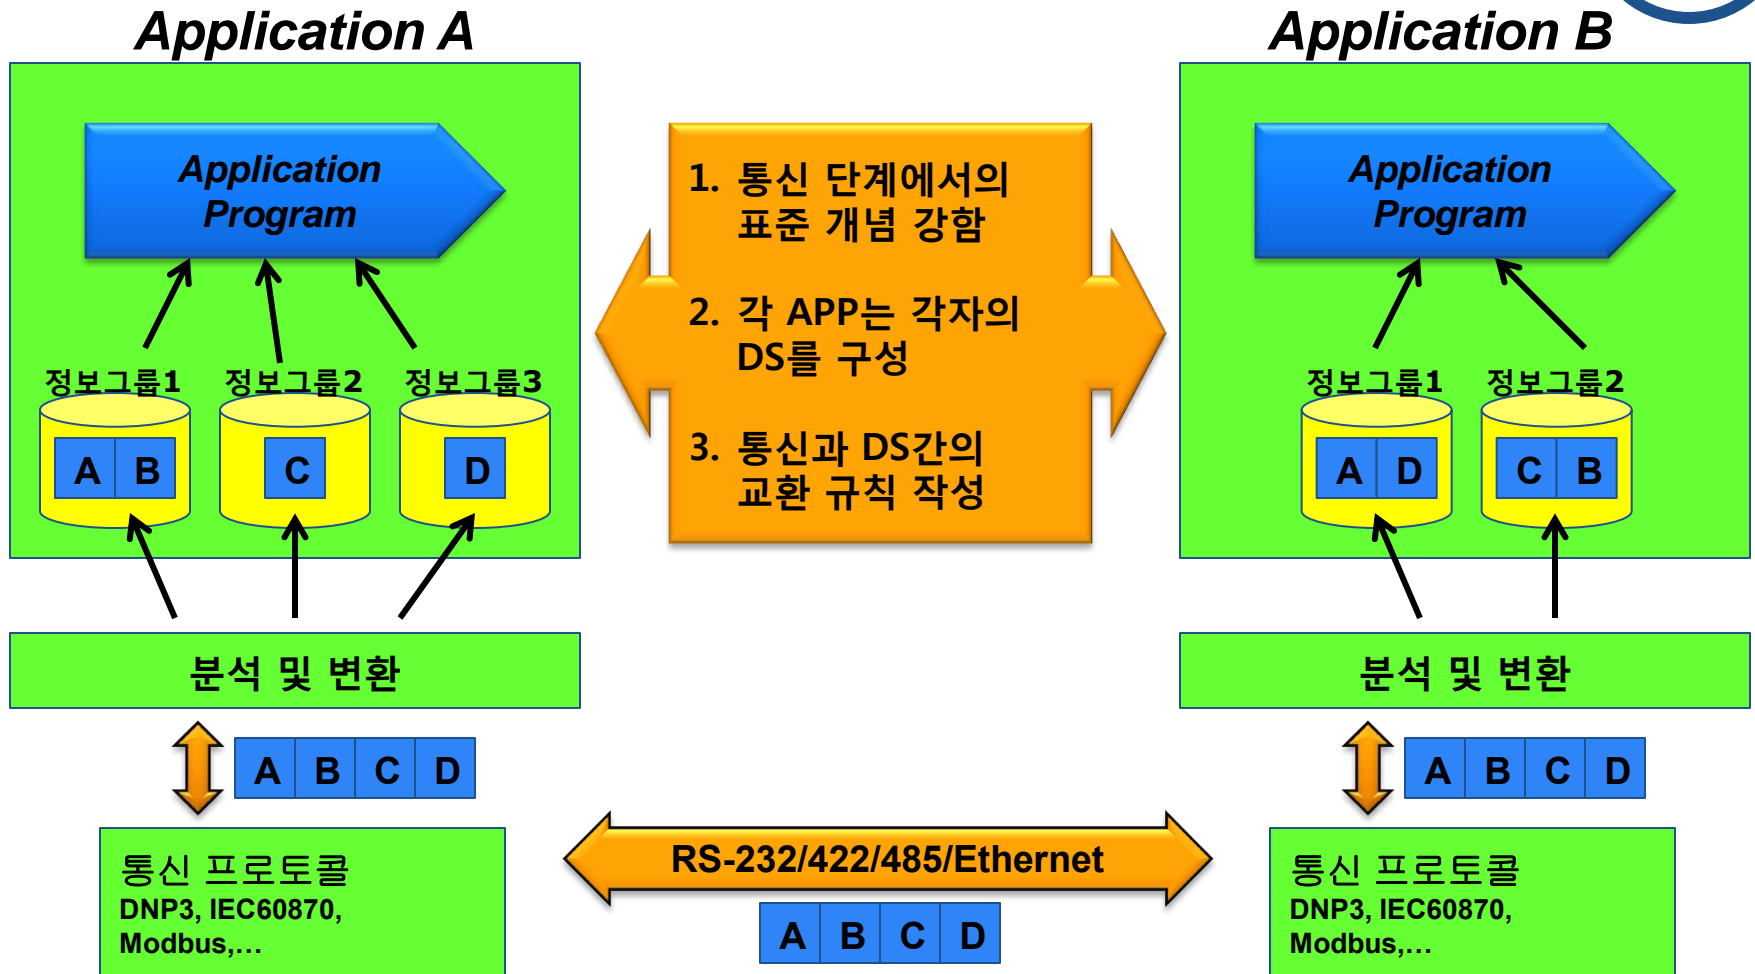 Application A
Application
Program
정보그룹1
정보그룹2
정보그룹3
A B
C
D
분석 및 변환
A B C D
통신 프로토콜
DNP3, IEC60870,
Modbus,...
1. 통신 단계에서의
표준 개념 강함
2. 각 APP는 각자의
DS를 구성
3. 통신과 DS간의
교환 규칙 작성
RS-232/422/485/Ethernet
A B C D
Application B
Application
Program
정보그룹1
정보그룹2
A D
C B
분석 및 변환
A B C D
통신 프로토콜
DNP3, IEC60870,
Modbus,...